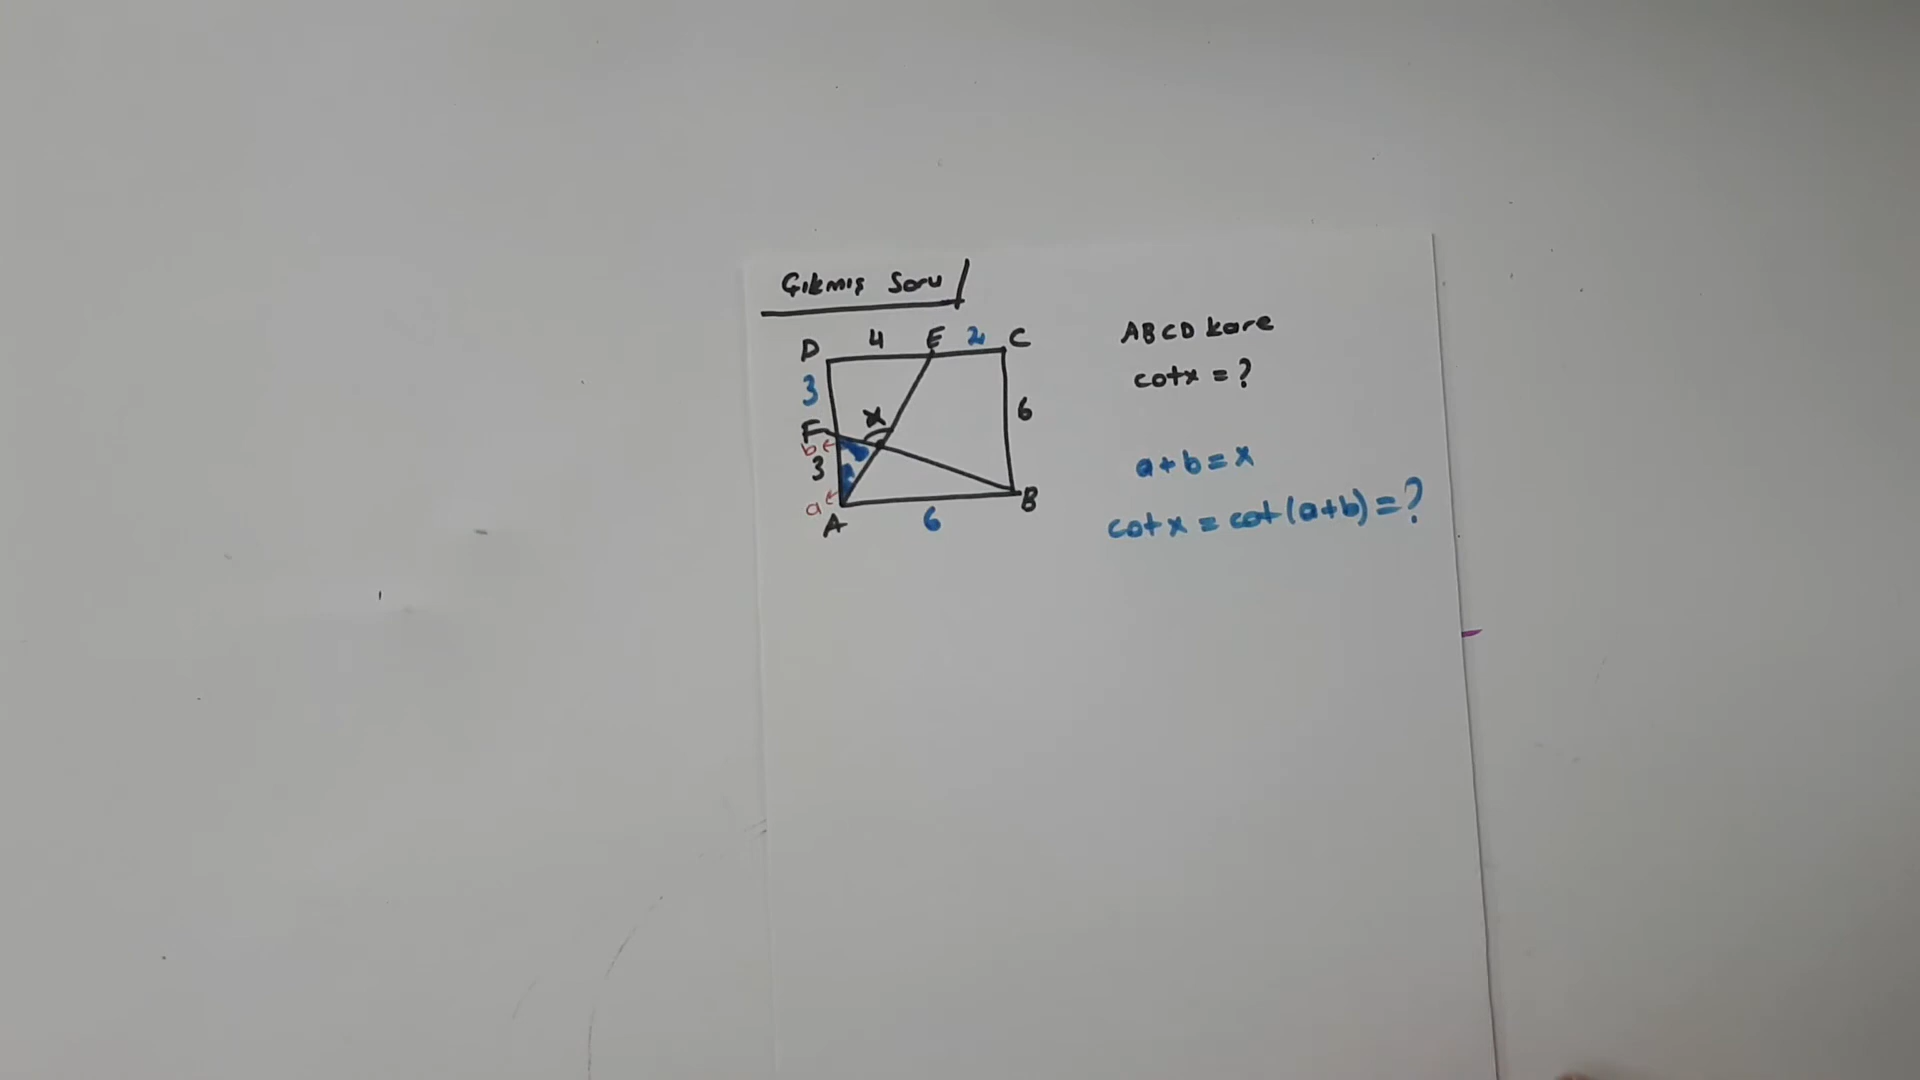 Çıkmış Soru
D 4 E 2 C
3
x
F
b
3
6
a
A 6 B
ABCD kare
cotx = ?
a+b=x
cotx = cot(a+b)=?